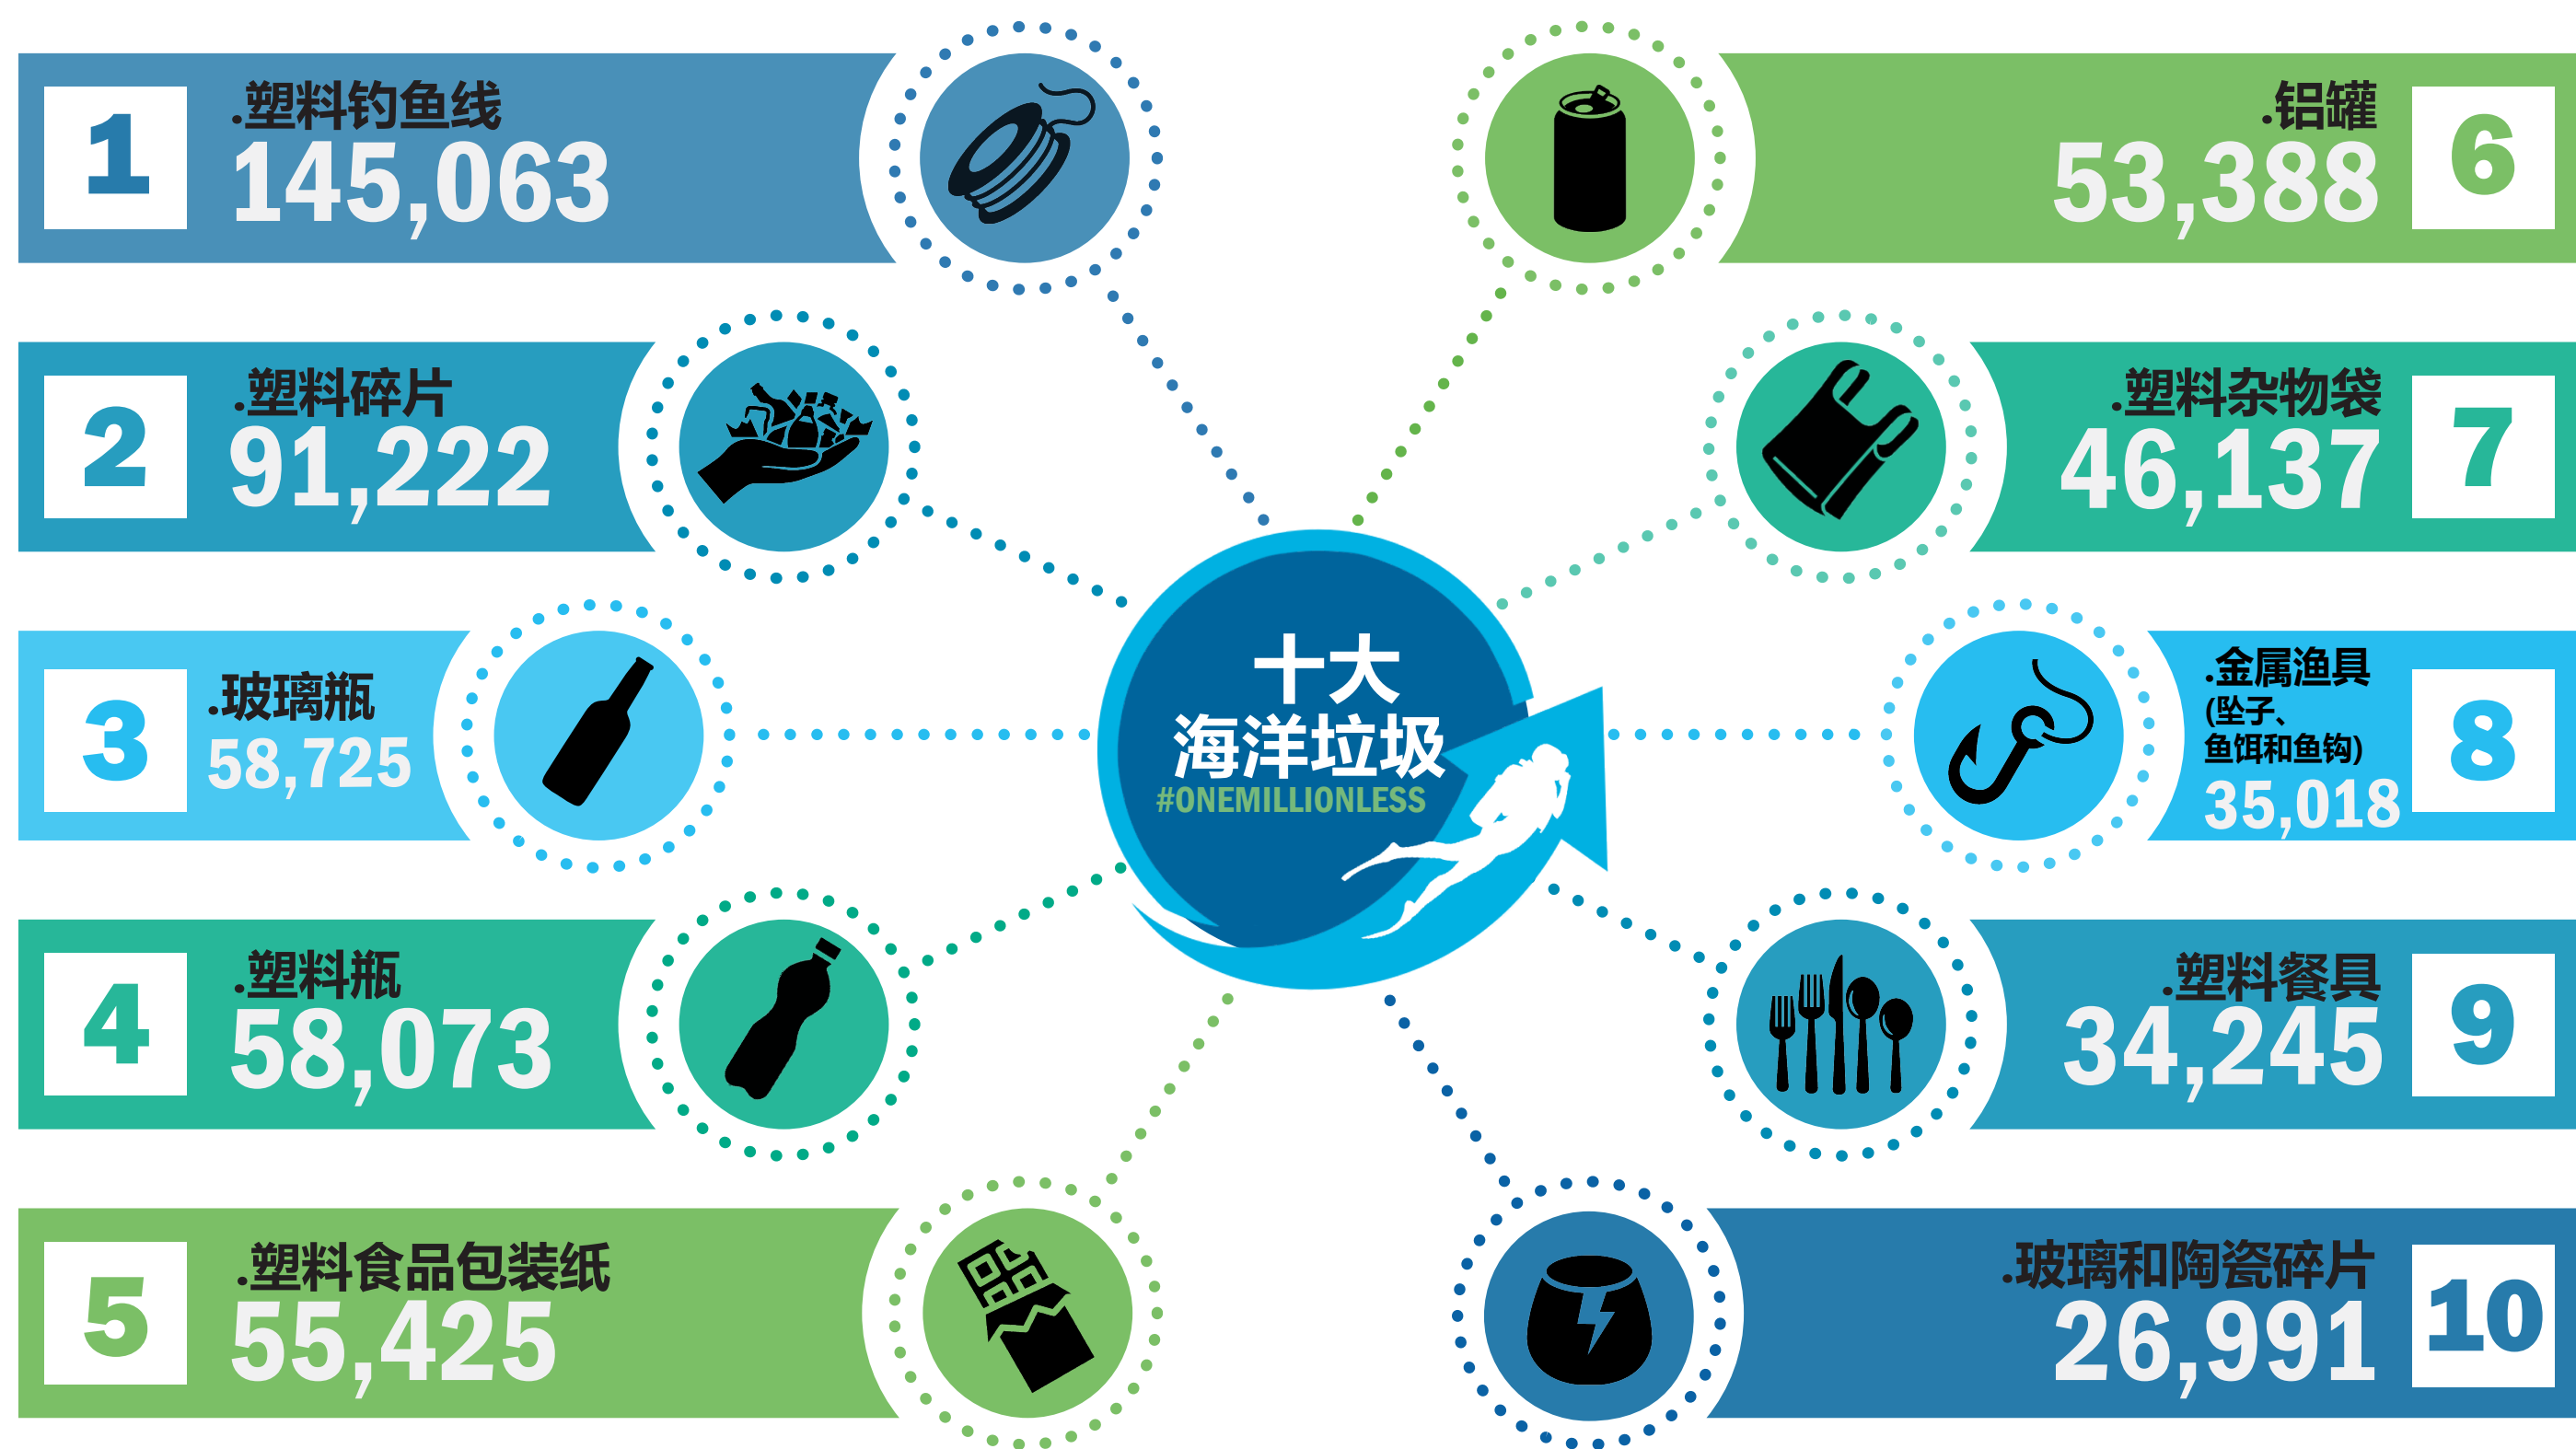 1
.塑料钓鱼线
145,063
2
.塑料碎片
91,222
3
.玻璃瓶
58,725
4
.塑料瓶
58,073
5
.塑料食品包装纸
55,425
十大
海洋垃圾
#ONEMILLIONLESS
6
.铝罐
53,388
7
.塑料杂物袋
46,137
8
.金属渔具
(坠子、
鱼饵和鱼钩)
35,018
9
.塑料餐具
34,245
10
.玻璃和陶瓷碎片
26,991